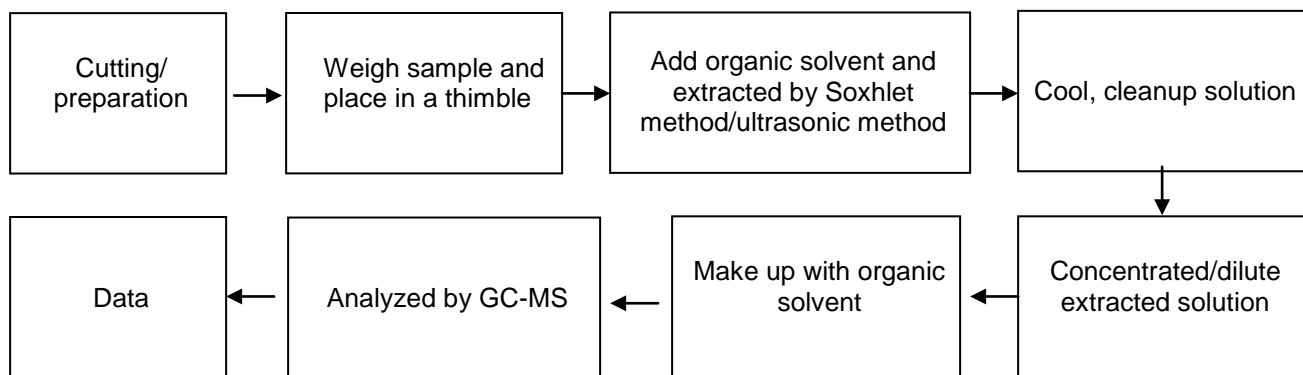 Cutting/
preparation
Weigh sample and
place in a thimble
Add organic solvent and
extracted by Soxhlet
method/ultrasonic method
Cool, cleanup solution
Concentrated/dilute
extracted solution
Make up with organic
solvent
Analyzed by GC-MS
Data